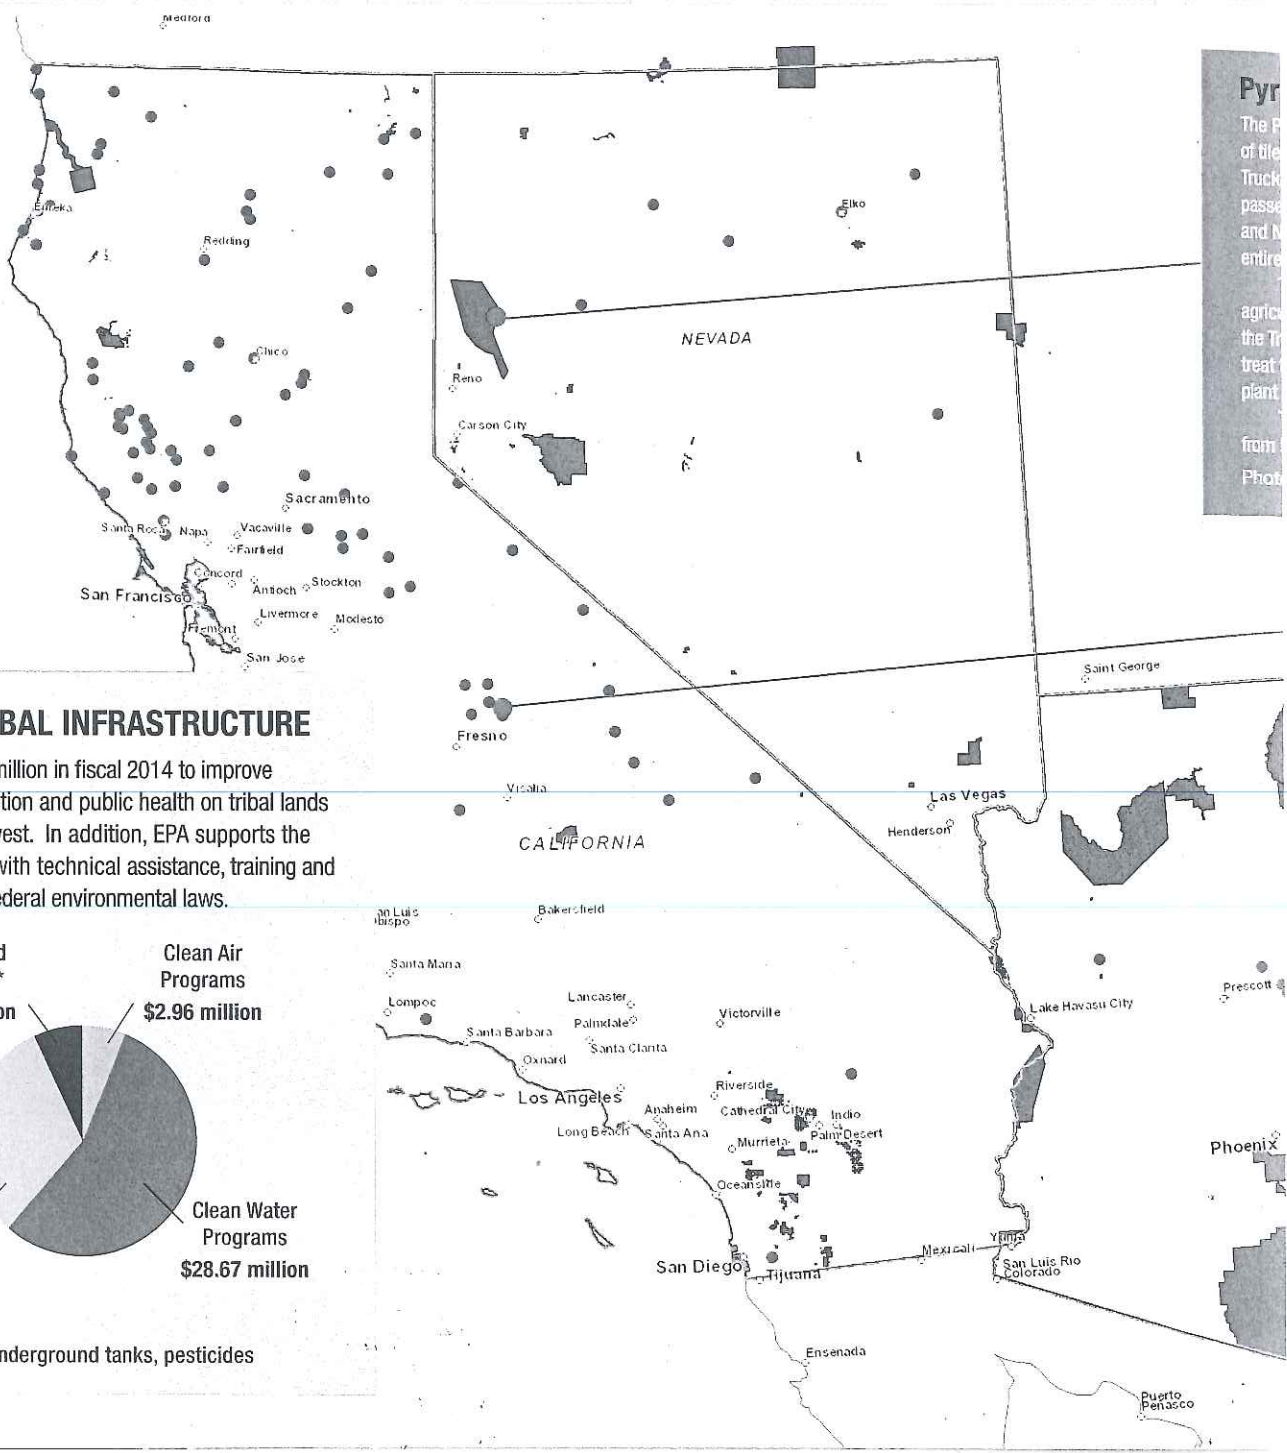 Medford
Eureka
Redding
Elko
NEVADA
Chico
Reno
Carson City
Sacramento
Santa Rosa
Napa
Vacaville
Fairfield
Concord
Antioch
Stockton
San Francisco
Livermore
Modesto
Fremont
San Jose
Saint George
Fresno
Visalia
Las Vegas
Henderson
CALIFORNIA
an Luis
bispo
Bakersfield
Santa Maria
Lompoc
Lancaster
Palmdale
Victorville
Santa Barbara
Santa Clarita
Oxnard
Los Angeles
Riverside
Anaheim
Cathedral City
Indio
Long Beach
Santa Ana
Murrieta
Palm Desert
Oceanside
Prescott
Lake Havasu City
Phoenix
San Diego
Tijuana
Mexicali
Yuma
San Luis Rio
Colorado
Ensenada
Puerto
Penasco
Pyr
The P
of tile
Truck
passe
and N
entire
agricu
the Tr
treat
plant
from
Phot
BAL INFRASTRUCTURE
million in fiscal 2014 to improve
tion and public health on tribal lands
vest. In addition, EPA supports the
with technical assistance, training and
ederal environmental laws.
d
*
on
Clean Air
Programs
$2.96 million
Clean Water
Programs
$28.67 million
nderground tanks, pesticides